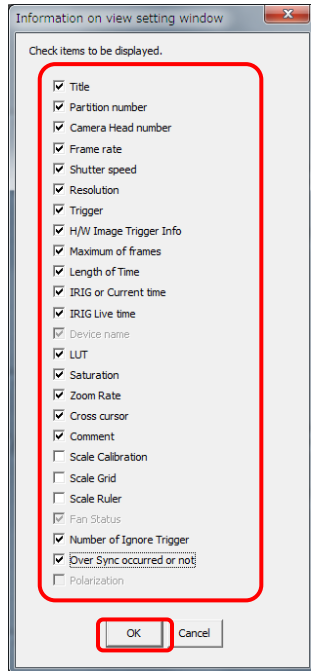 Information on view setting window
Check items to be displayed.
Title
Partition number
Camera Head number
Frame rate
Shutter speed
Resolution
Trigger
H/W Image Trigger Info
Maximum of frames
Length of Time
IRIG or Current time
IRIG Live time
Device name
LUT
Saturation
Zoom Rate
Cross cursor
Comment
Scale Calibration
Scale Grid
Scale Ruler
Fan Status
Number of Ignore Trigger
Over Sync occurred or not
Polarization
OK Cancel